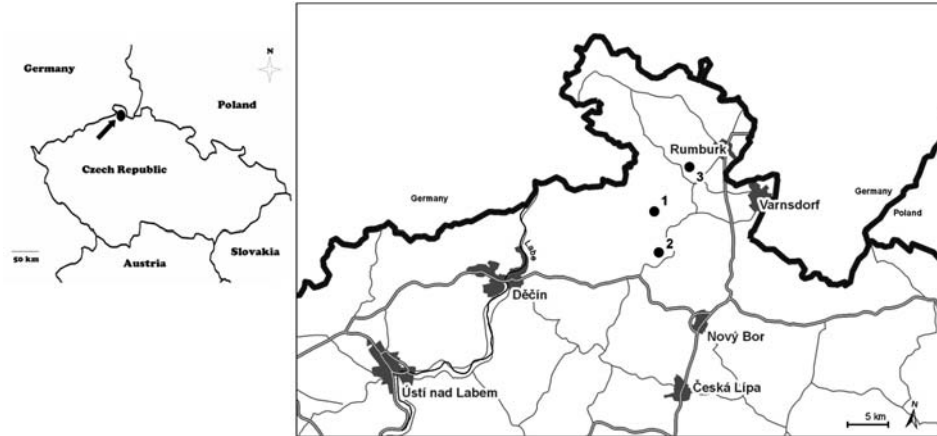 N
Germany
Poland
Czech Republic
50 km
Austria
Slovakia
Rumburk
3
Germany
1
Varnsdorf
Germany
Poland
2
Labe
Děčín
Nový Bor
Ústí nad Labem
Česká Lípa
5 km
N